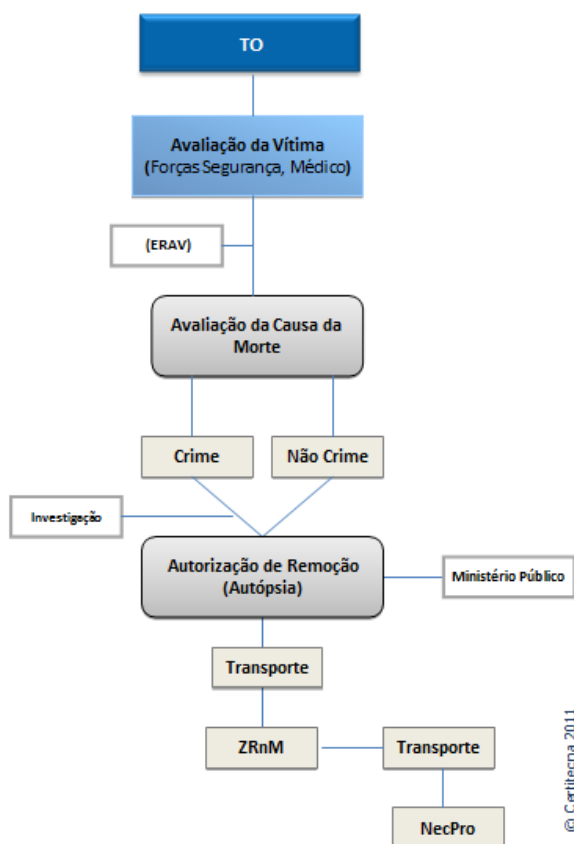 TO
Avaliação da Vítima
(Forças Segurança, Médico)
(ERAV)
Avaliação da Causa da
Morte
Crime
Não Crime
Investigação
Autorização de Remoção
(Autópsia)
Ministério Público
Transporte
ZRnM
Transporte
NecPro
© Certitecna 2011